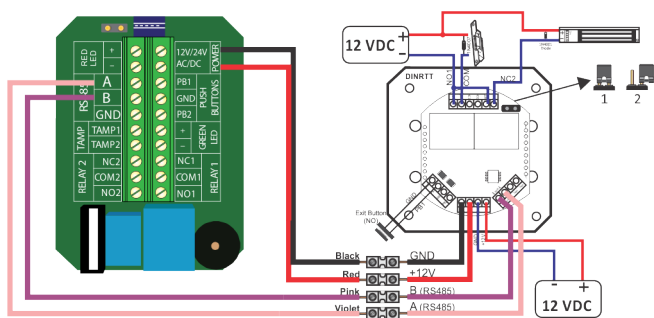 RED LED
+
−
RS485
A
B
GND
TAMP
TAMP1
TAMP2
RELAY 2
NC2
COM2
NO2
12V/24V
AC/DC
POWER
PB1
GND
PB2
PUSH BUTTONS
+
−
GREEN LED
NC1
COM1
NO1
RELAY 1
12 VDC
+
−
DINRTT
NO1
NC2
1
2
Exit Button
(NO)
PB1
GND
Black
GND
Red
+12V
Pink
B (RS485)
Violet
A (RS485)
-
+
12 VDC